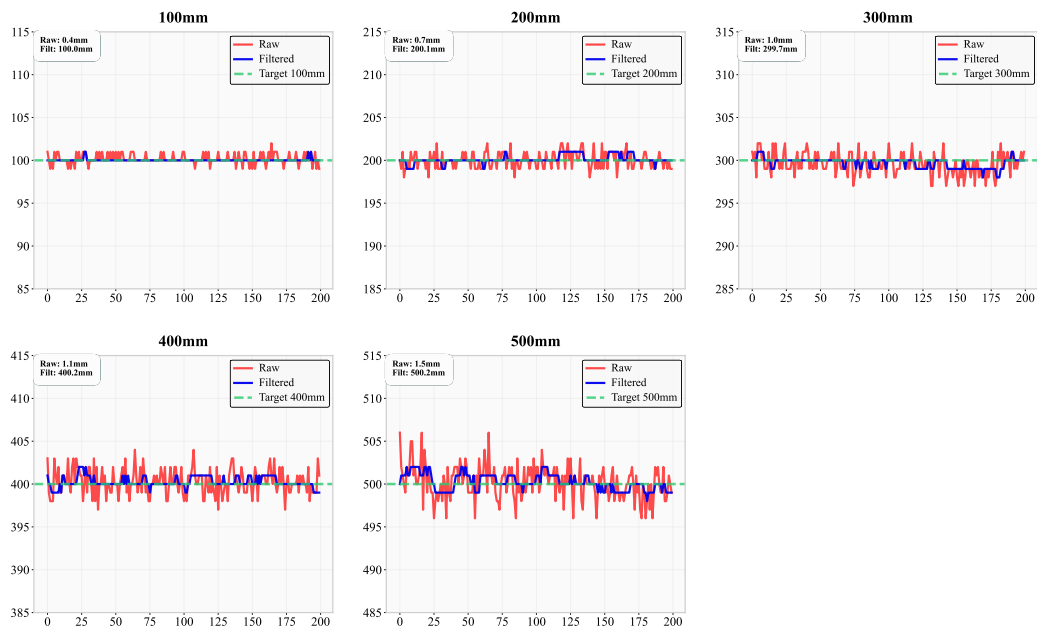 100mm
Raw: 0.4mm
Filt: 100.0mm
Raw
Filtered
Target 100mm
115
110
105
100
95
90
85
0 25 50 75 100 125 150 175 200
200mm
Raw: 0.7mm
Filt: 200.1mm
Raw
Filtered
Target 200mm
215
210
205
200
195
190
185
0 25 50 75 100 125 150 175 200
300mm
Raw: 1.0mm
Filt: 299.7mm
Raw
Filtered
Target 300mm
315
310
305
300
295
290
285
0 25 50 75 100 125 150 175 200
400mm
Raw: 1.1mm
Filt: 400.2mm
Raw
Filtered
Target 400mm
415
410
405
400
395
390
385
0 25 50 75 100 125 150 175 200
500mm
Raw: 1.5mm
Filt: 500.2mm
Raw
Filtered
Target 500mm
515
510
505
500
495
490
485
0 25 50 75 100 125 150 175 200